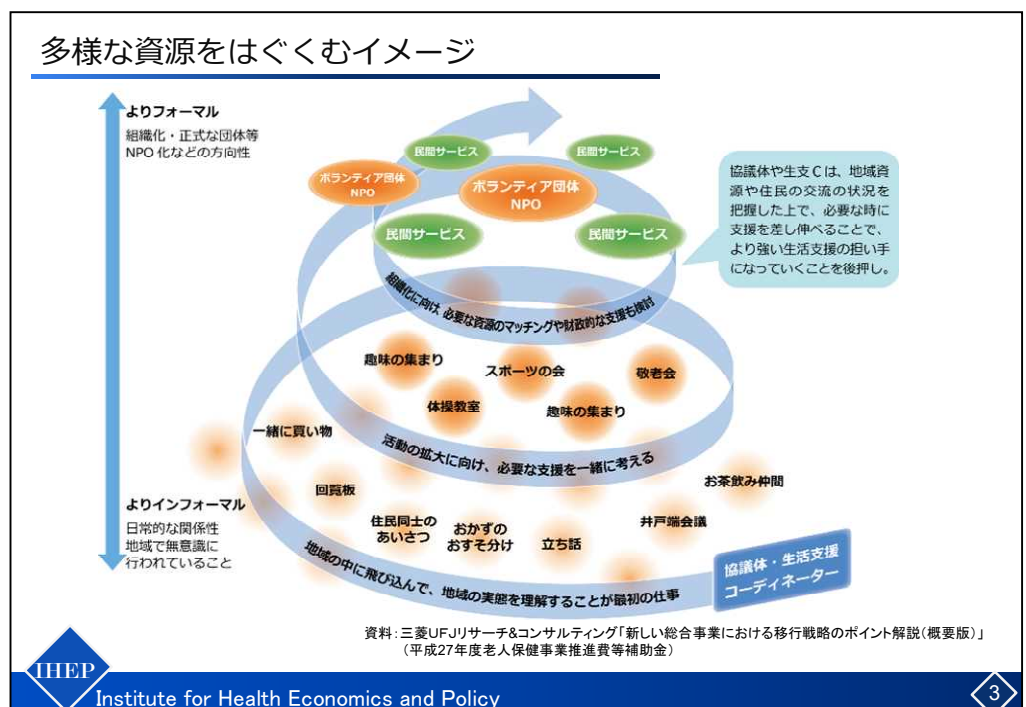 多様な資源をはぐくむイメージ
よりフォーマル
組織化・正式な団体等
NPO 化などの方向性
民間サービス
民間サービス
ボランティア団体
NPO
ボランティア団体
NPO
民間サービス
民間サービス
協議体や生支Cは、地域資
源や住民の交流の状況を
把握した上で、必要な時に
支援を差し伸べることで、
より強い生活支援の担い手
になっていくことを後押し。
組織化に向け、必要な資源のマッチングや財政的な支援も検討
趣味の集まり
スポーツの会
敬老会
体操教室
趣味の集まり
一緒に買い物
活動の拡大に向け、必要な支援を一緒に考える
お茶飲み仲間
回覧板
よりインフォーマル
日常的な関係性
地域で無意識に
行われていること
住民同士の
あいさつ
おかずの
おすそ分け
立ち話
井戸端会議
地域の中に飛び込んで、地域の実態を理解することが最初の仕事
協議体・生活支援
コーディネーター
資料：三菱UFJリサーチ&コンサルティング「新しい総合事業における移行戦略のポイント解説(概要版)」
（平成27年度老人保健事業推進費等補助金）
IHEP
Institute for Health Economics and Policy
3